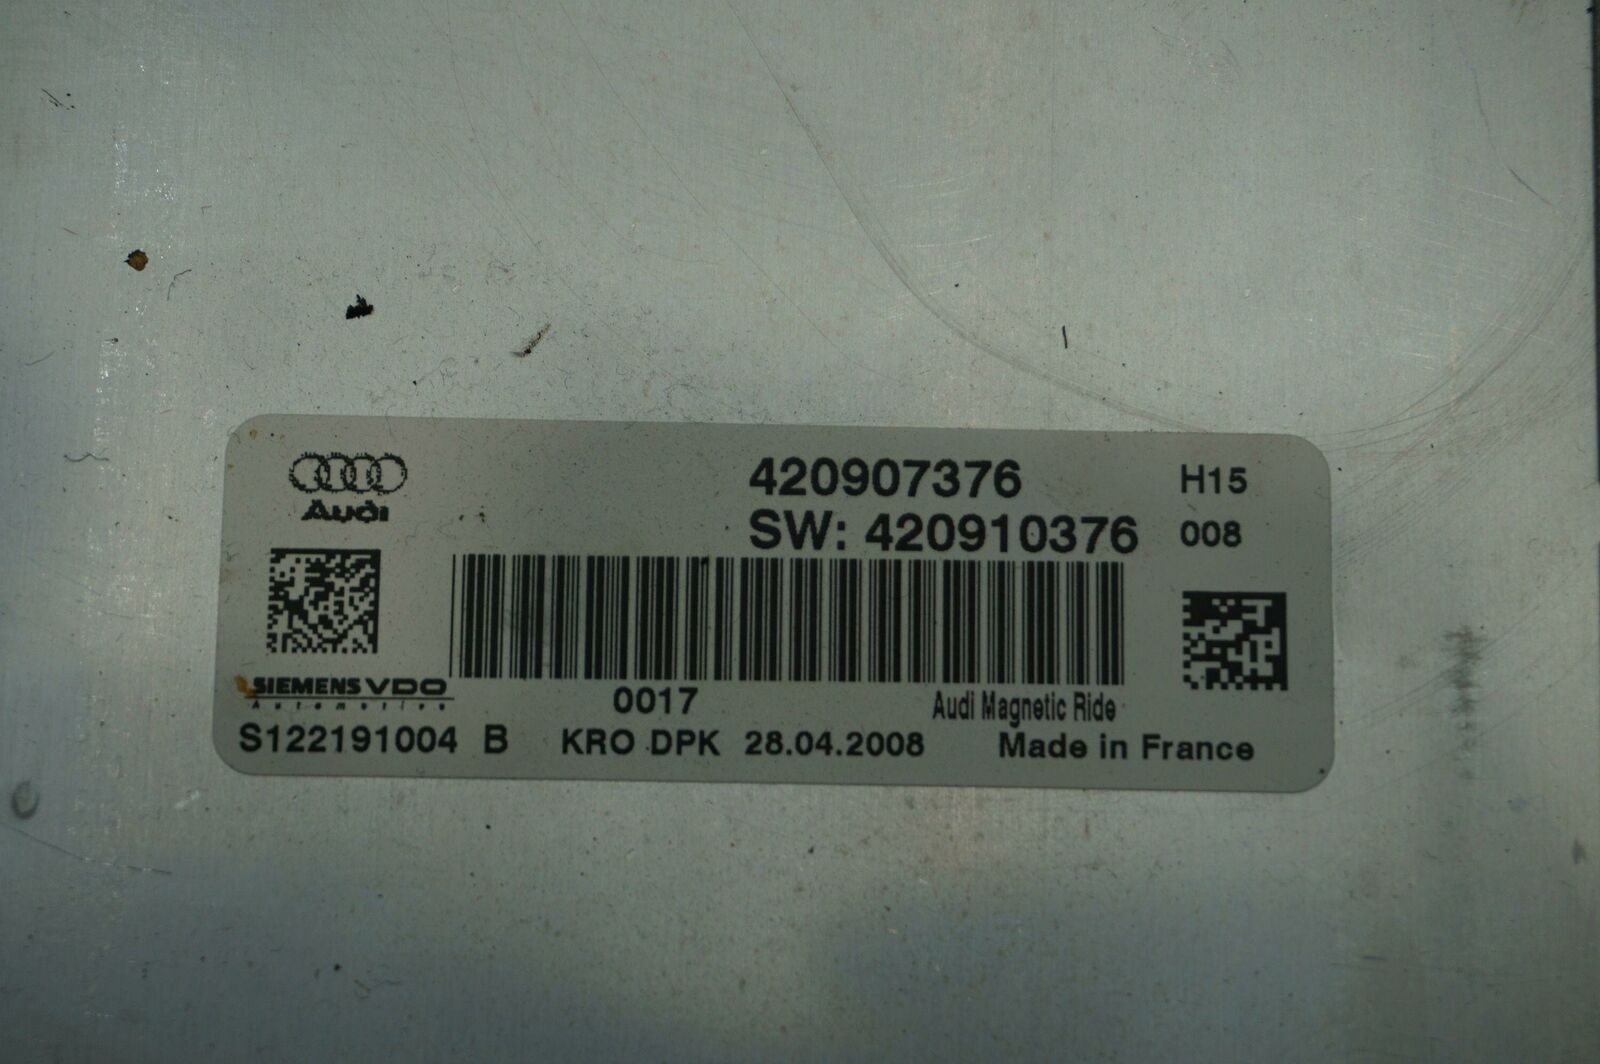 420907376 H15
Audi SW: 420910376 008
SIEMENS VDO 0017 Audi Magnetic Ride
Automotive
S122191004 B KRO DPK 28.04.2008 Made in France